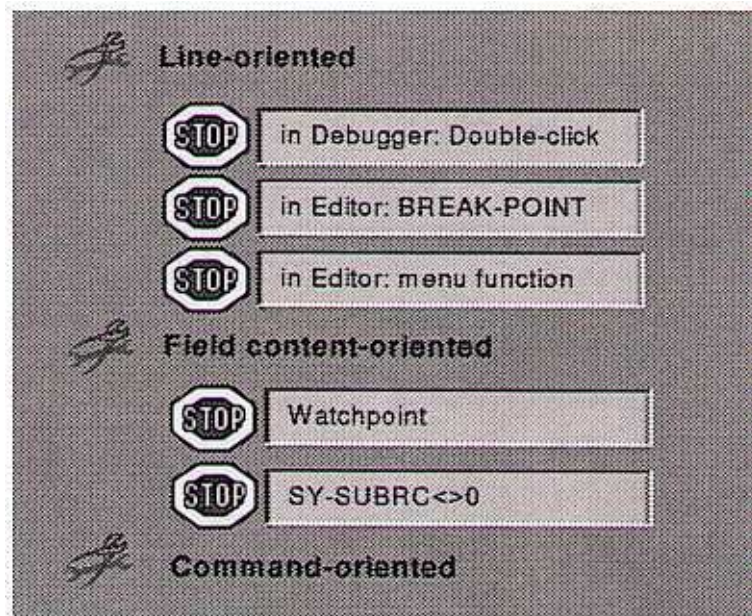 Line-oriented
STOP in Debugger: Double-click
STOP in Editor: BREAK-POINT
STOP in Editor: menu function
Field content-oriented
STOP Watchpoint
STOP SY-SUBRC<>0
Command-oriented